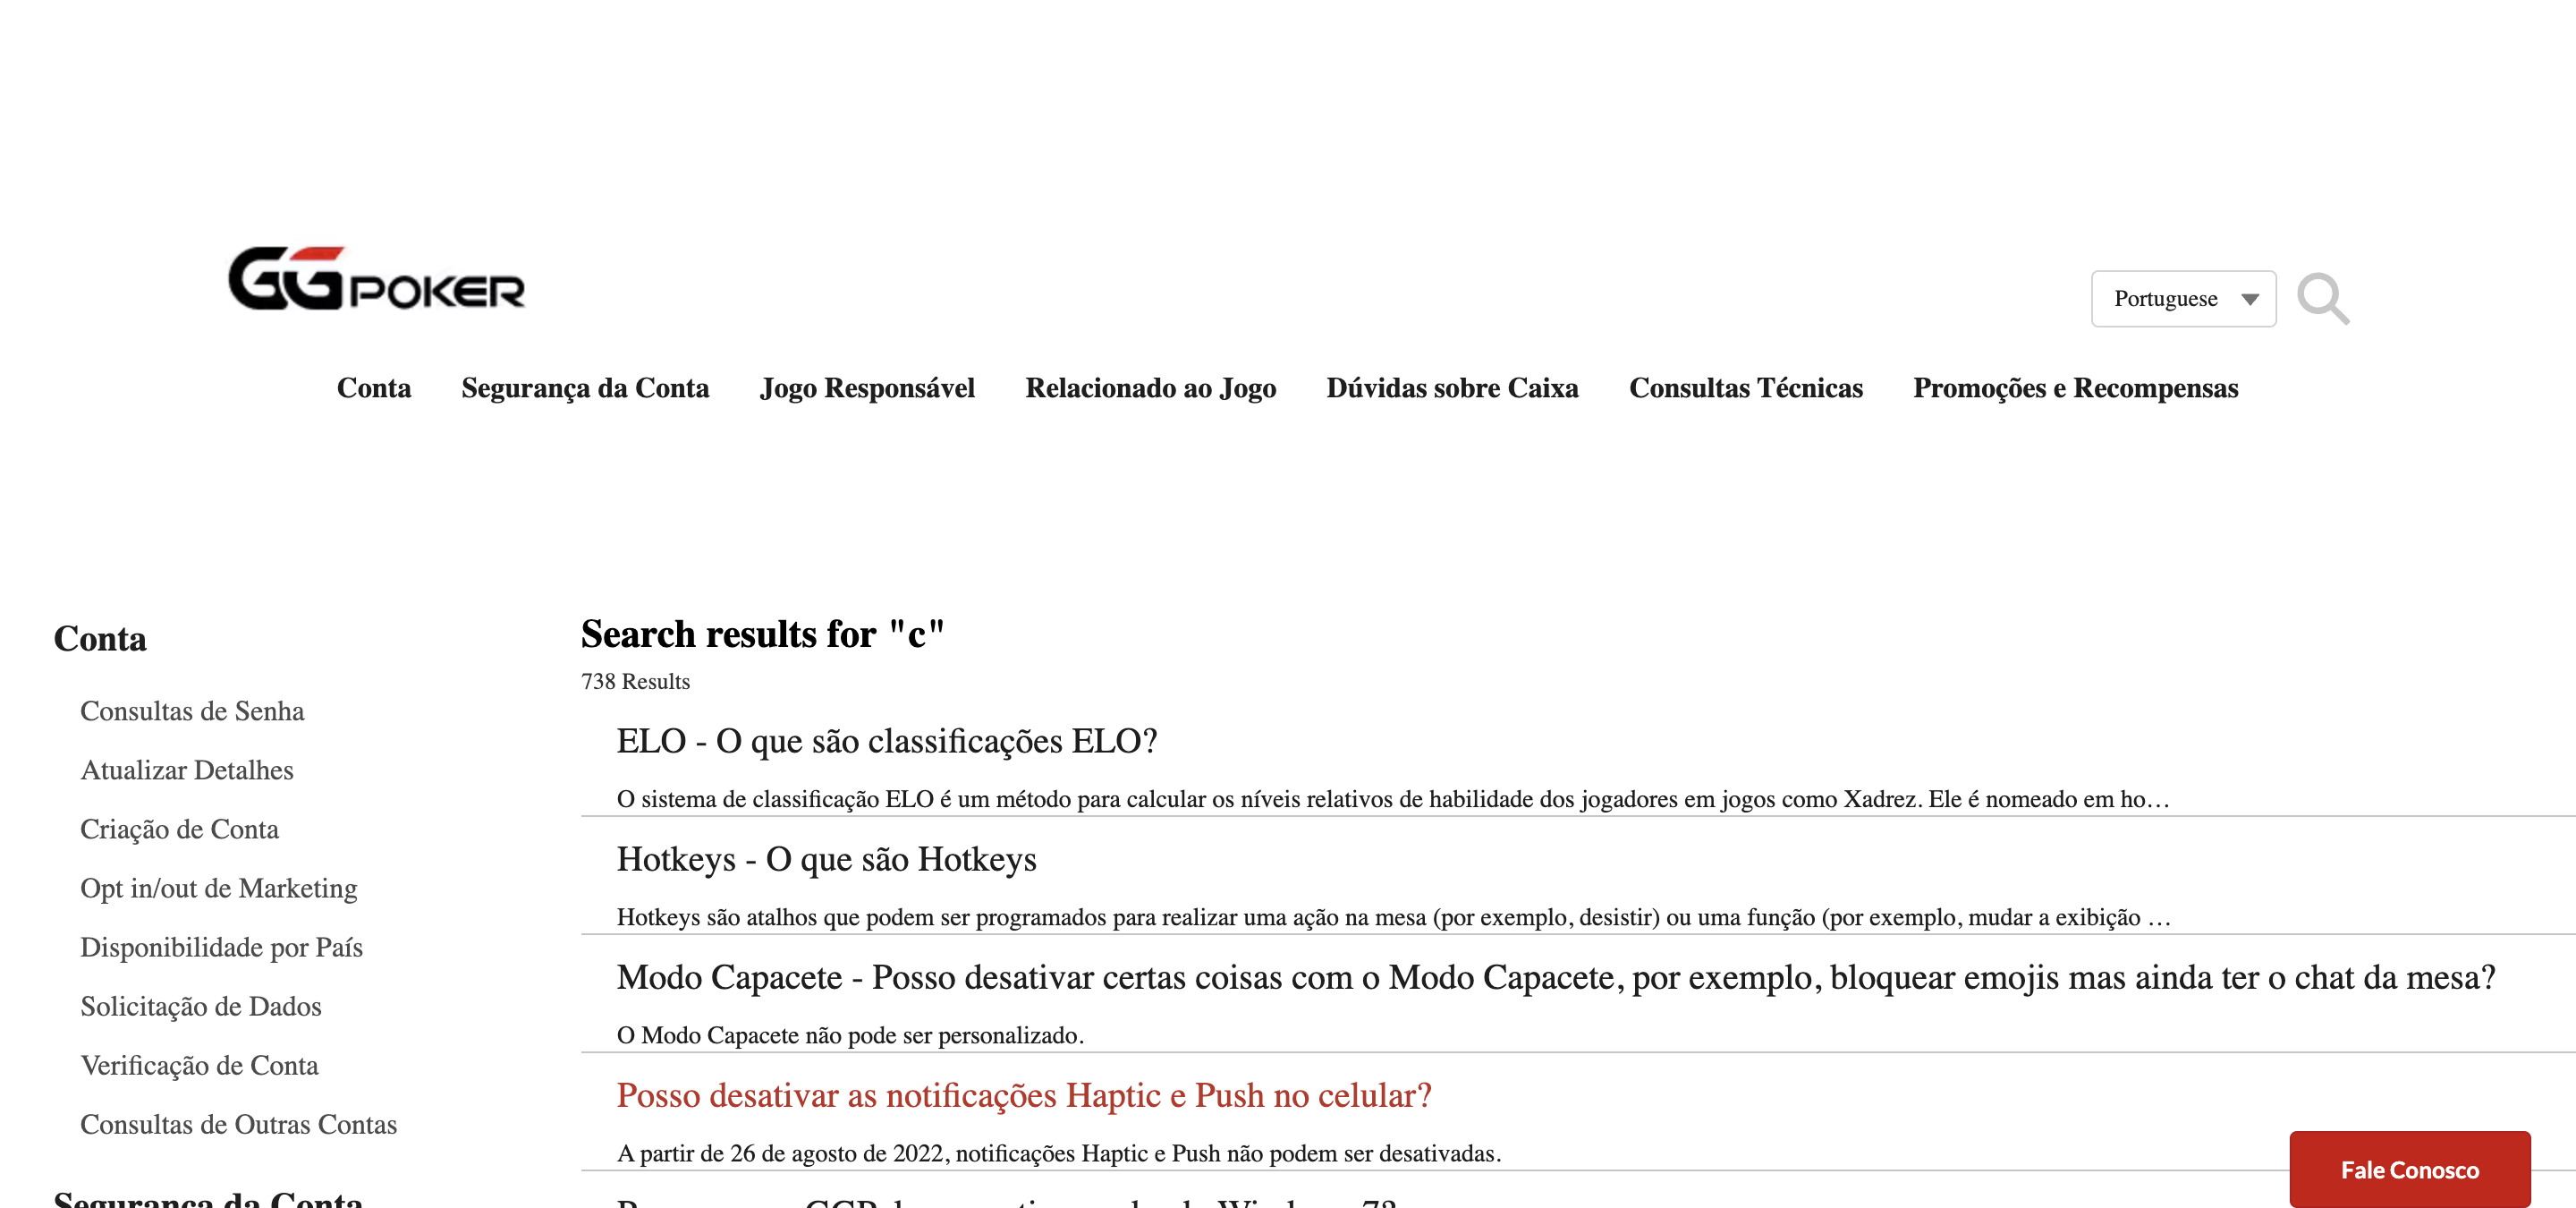 GGPOKER
Portuguese
Conta Segurança da Conta Jogo Responsável Relacionado ao Jogo Dúvidas sobre Caixa Consultas Técnicas Promoções e Recompensas
Conta
Consultas de Senha
Atualizar Detalhes
Criação de Conta
Opt in/out de Marketing
Disponibilidade por País
Solicitação de Dados
Verificação de Conta
Consultas de Outras Contas
Segurança da Conta
Search results for "c"
738 Results
ELO - O que são classificações ELO?
O sistema de classificação ELO é um método para calcular os níveis relativos de habilidade dos jogadores em jogos como Xadrez. Ele é nomeado em ho…
Hotkeys - O que são Hotkeys
Hotkeys são atalhos que podem ser programados para realizar uma ação na mesa (por exemplo, desistir) ou uma função (por exemplo, mudar a exibição …
Modo Capacete - Posso desativar certas coisas com o Modo Capacete, por exemplo, bloquear emojis mas ainda ter o chat da mesa?
O Modo Capacete não pode ser personalizado.
Posso desativar as notificações Haptic e Push no celular?
A partir de 26 de agosto de 2022, notificações Haptic e Push não podem ser desativadas.
Fale Conosco